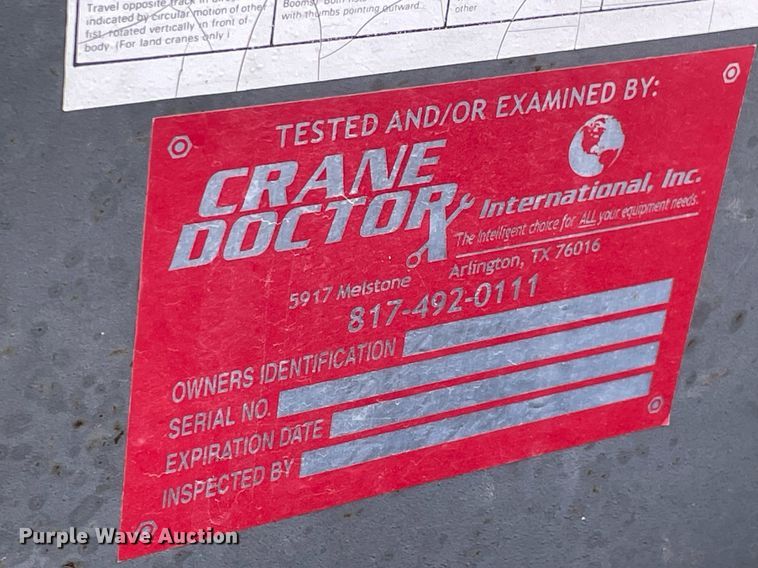 Travel opposite track in
indicated by circular motion of other
fist, rotated vertically in front of
body. (For land cranes only
with thumbs pointing outward.
other
TESTED AND/OR EXAMINED BY:
CRANE
DOCTOR International, Inc.
The intelligent choice for ALL your equipment needs.
5917 Melstone Arlington, TX 76016
817-492-0111
OWNERS IDENTIFICATION
SERIAL NO.
EXPIRATION DATE
INSPECTED BY
Purple Wave Auction